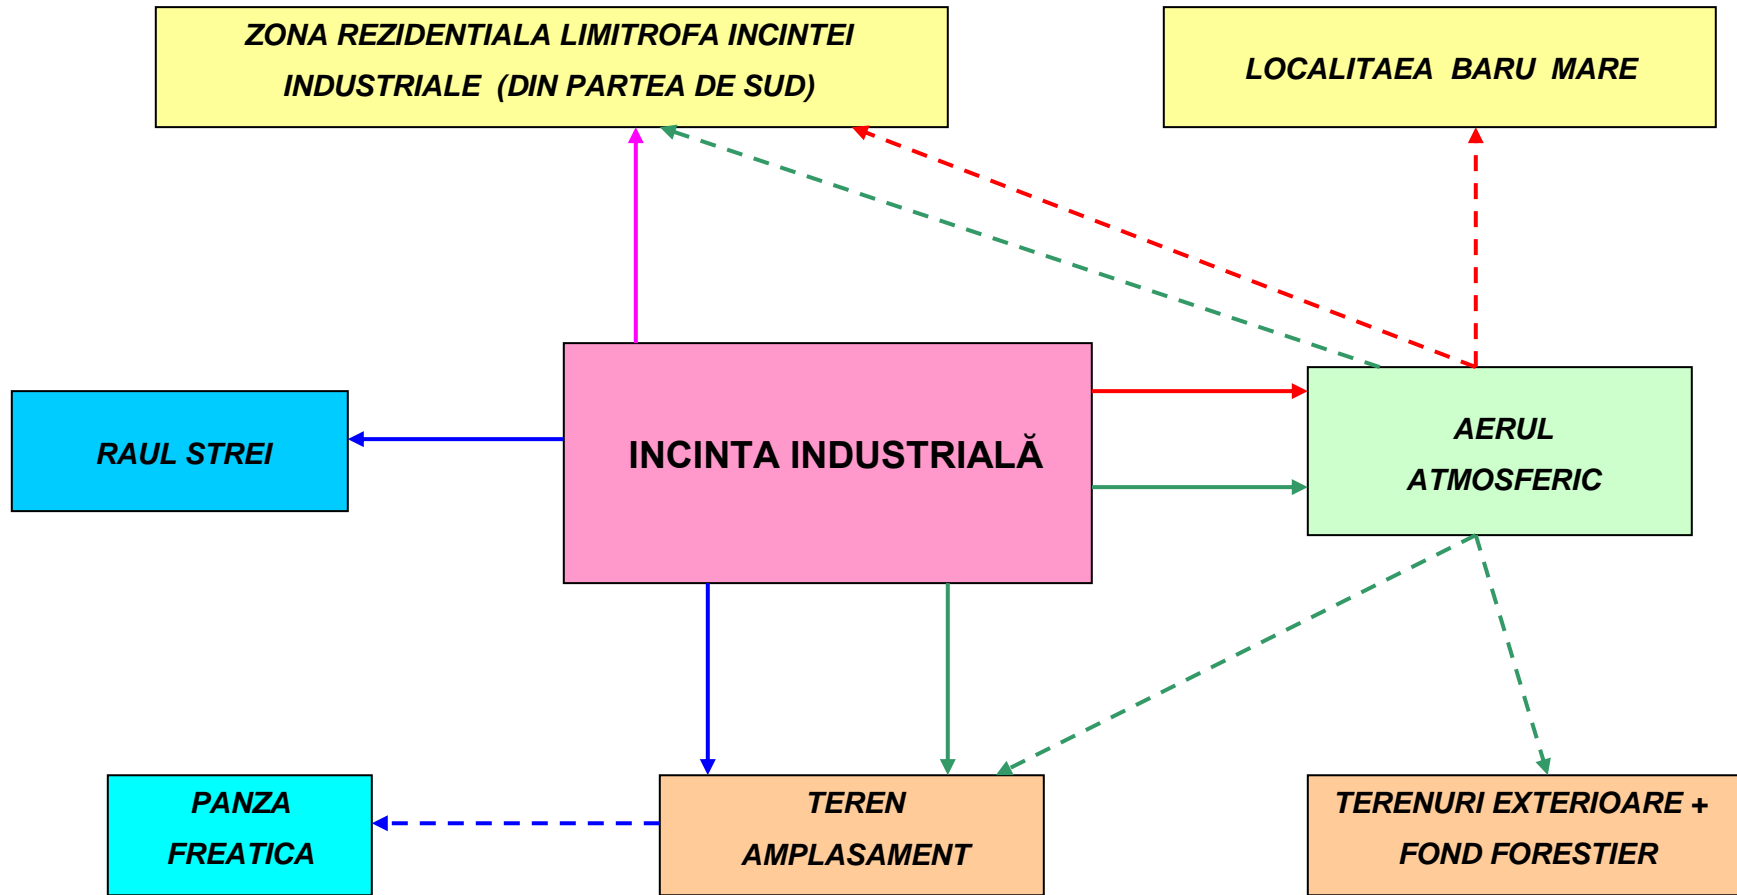 ZONA REZIDENTIALA LIMITROFA INCINTEI
INDUSTRIALE (DIN PARTEA DE SUD)
LOCALITAEA BARU MARE
RAUL STREI
INCINTA INDUSTRIALĂ
AERUL
ATMOSFERIC
PANZA
FREATICA
TEREN
AMPLASAMENT
TERENURI EXTERIOARE +
FOND FORESTIER